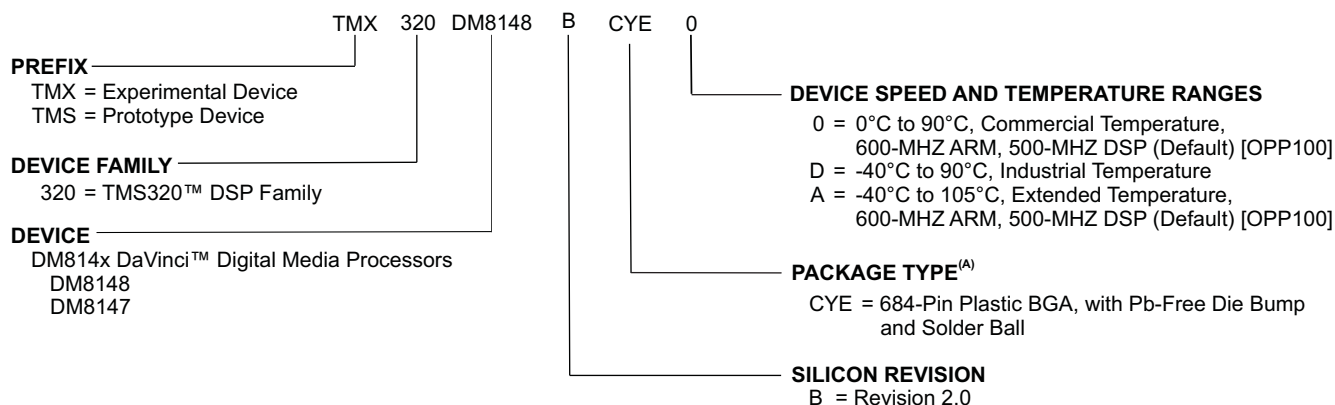 TMX 320 DM8148 B CYE 0
PREFIX
TMX = Experimental Device
TMS = Prototype Device
DEVICE FAMILY
320 = TMS320™ DSP Family
DEVICE
DM814x DaVinci™ Digital Media Processors
DM8148
DM8147
DEVICE SPEED AND TEMPERATURE RANGES
0 = 0°C to 90°C, Commercial Temperature,
600-MHZ ARM, 500-MHZ DSP (Default) [OPP100]
D = -40°C to 90°C, Industrial Temperature
A = -40°C to 105°C, Extended Temperature,
600-MHZ ARM, 500-MHZ DSP (Default) [OPP100]
PACKAGE TYPE(A)
CYE = 684-Pin Plastic BGA, with Pb-Free Die Bump
and Solder Ball
SILICON REVISION
B = Revision 2.0